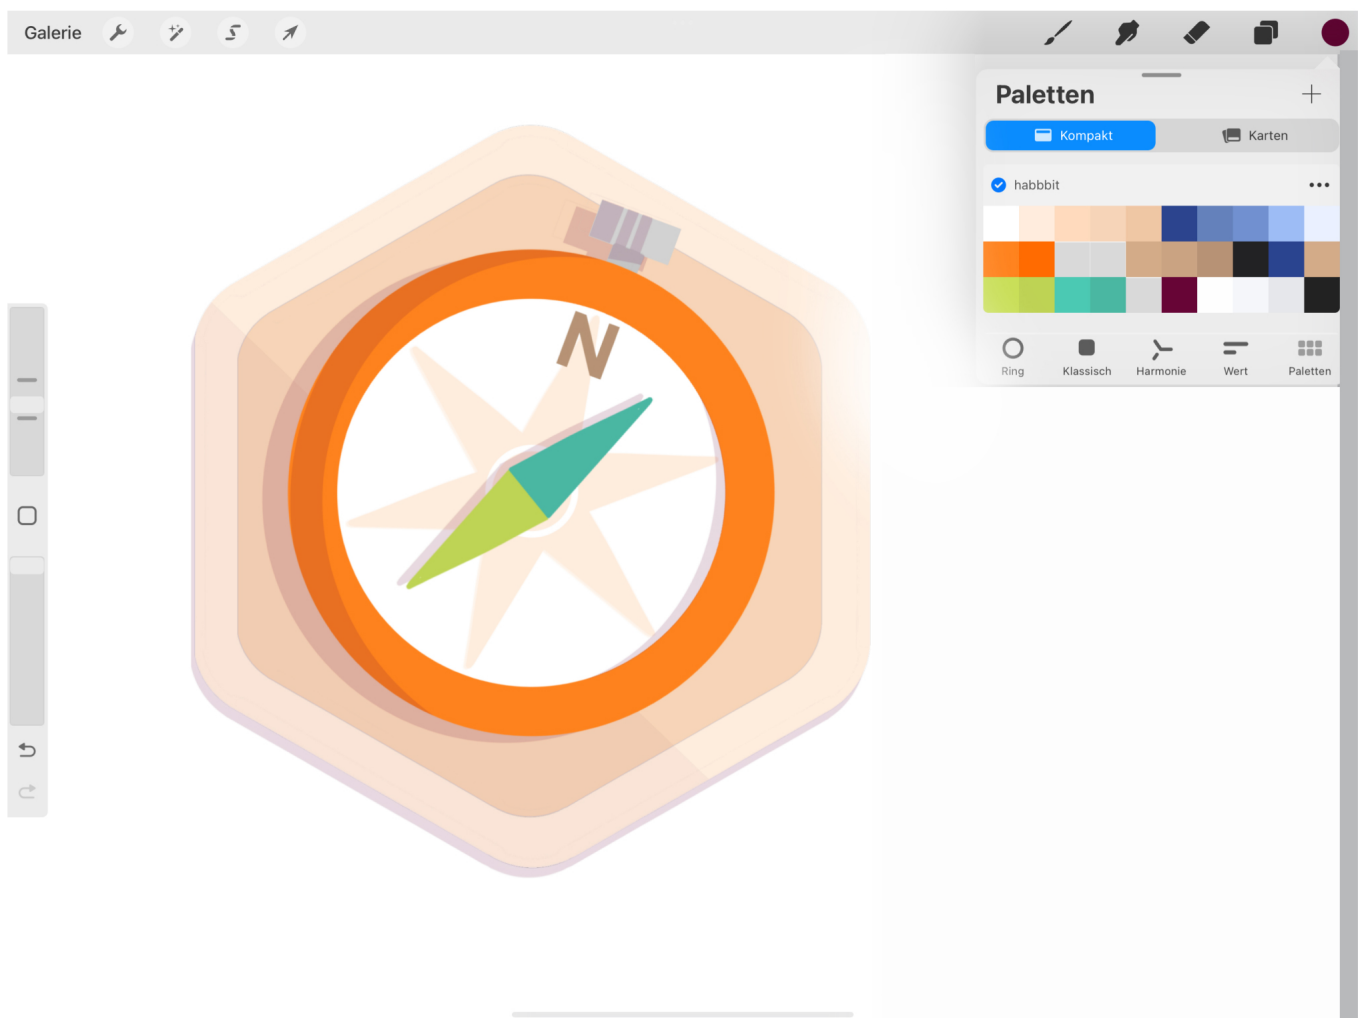 Galerie
Paletten
Kompakt
Karten
habbbit
N
Ring
Klassisch
Harmonie
Wert
Paletten